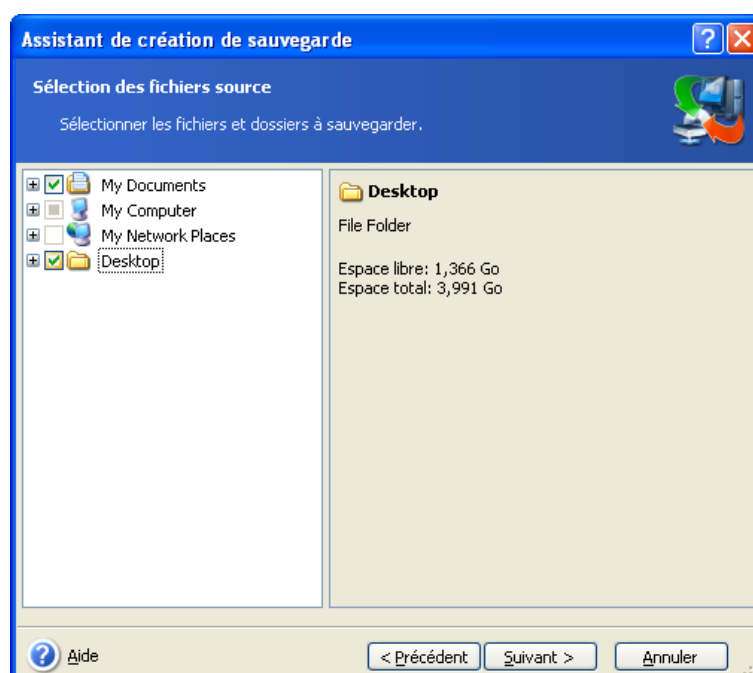 Assistant de création de sauvegarde
Sélection des fichiers source
Sélectionner les fichiers et dossiers à sauvegarder.
My Documents
My Computer
My Network Places
Desktop
Desktop
File Folder
Espace libre: 1,366 Go
Espace total: 3,991 Go
Aide
< Précédent
Suivant >
Annuler